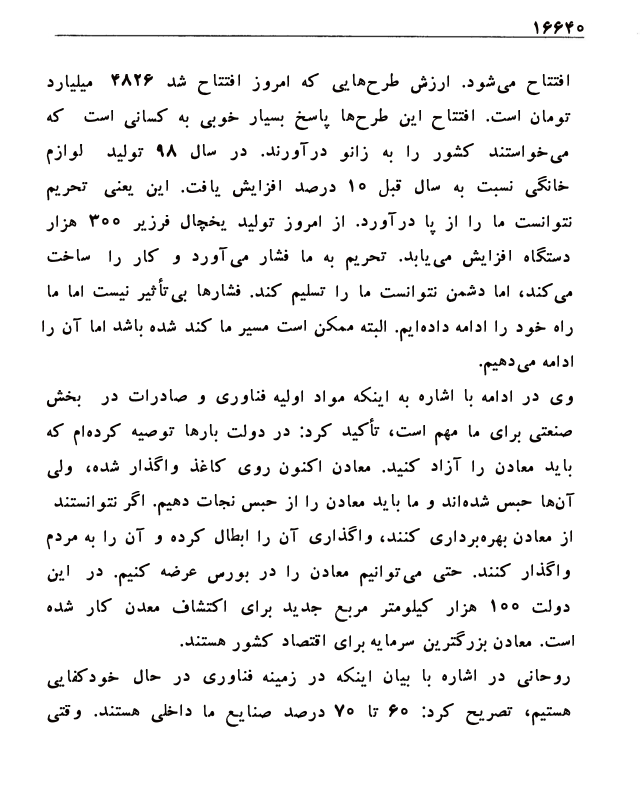 ۱۶۶۴۰
افتتاح می‌شود. ارزش طرح‌هایی که امروز افتتاح شد ۴۸۲۶ میلیارد
تومان است. افتتاح این طرح‌ها پاسخ بسیار خوبی به کسانی است که
می‌خواستند کشور را به زانو درآورند. در سال ۹۸ تولید لوازم
خانگی نسبت به سال قبل ۱۰ درصد افزایش یافت. این یعنی تحریم
نتوانست ما را از پا درآورد. از امروز تولید یخچال فرزیر ۳۰۰ هزار
دستگاه افزایش می‌یابد. تحریم به ما فشار می‌آورد و کار را ساخت
می‌کند، اما دشمن نتوانست ما را تسلیم کند. فشارها بی‌تأثیر نیست اما ما
راه خود را ادامه داده‌ایم. البته ممکن است مسیر ما کند شده باشد اما آن را
ادامه می‌دهیم.
وی در ادامه با اشاره به اینکه مواد اولیه فناوری و صادرات در بخش
صنعتی برای ما مهم است، تأکید کرد: در دولت بارها توصیه کرده‌ام که
باید معادن را آزاد کنید. معادن اکنون روی کاغذ واگذار شده، ولی
آن‌ها حبس شده‌اند و ما باید معادن را از حبس نجات دهیم. اگر نتوانستند
از معادن بهره‌برداری کنند، واگذاری آن را ابطال کرده و آن را به مردم
واگذار کنند. حتی می‌توانیم معادن را در بورس عرضه کنیم. در این
دولت ۱۰۰ هزار کیلومتر مربع جدید برای اکتشاف معدن کار شده
است. معادن بزرگترین سرمایه برای اقتصاد کشور هستند.
روحانی در اشاره با بیان اینکه در زمینه فناوری در حال خودکفایی
هستیم، تصریح کرد: ۶۰ تا ۷۰ درصد صنایع ما داخلی هستند. وقتی